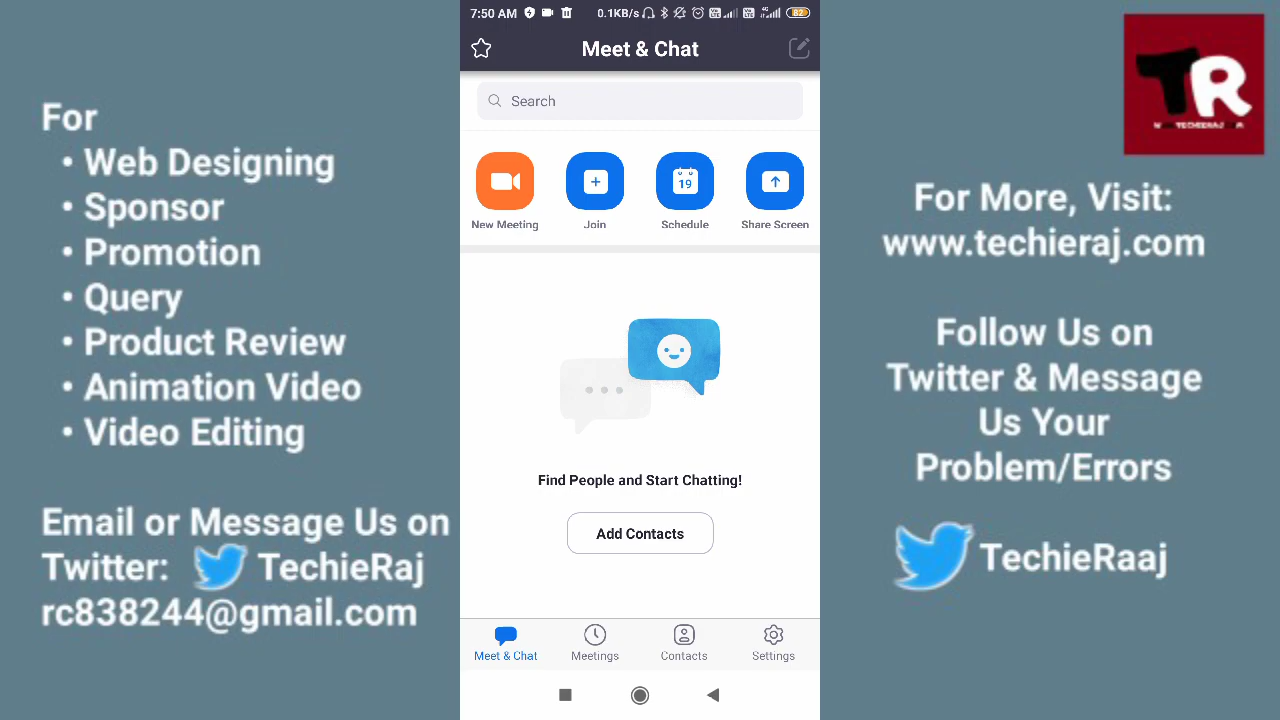 For
• Web Designing
• Sponsor
• Promotion
• Query
• Product Review
• Animation Video
• Video Editing
Email or Message Us on
Twitter: TechieRaj
rc838244@gmail.com
7:50 AM 0.1KB/s 82
Meet & Chat
Search
19
New Meeting Join Schedule Share Screen
Find People and Start Chatting!
Add Contacts
Meet & Chat Meetings Contacts Settings
TR
For More, Visit:
www.techieraj.com
Follow Us on
Twitter & Message
Us Your
Problem/Errors
TechieRaaj